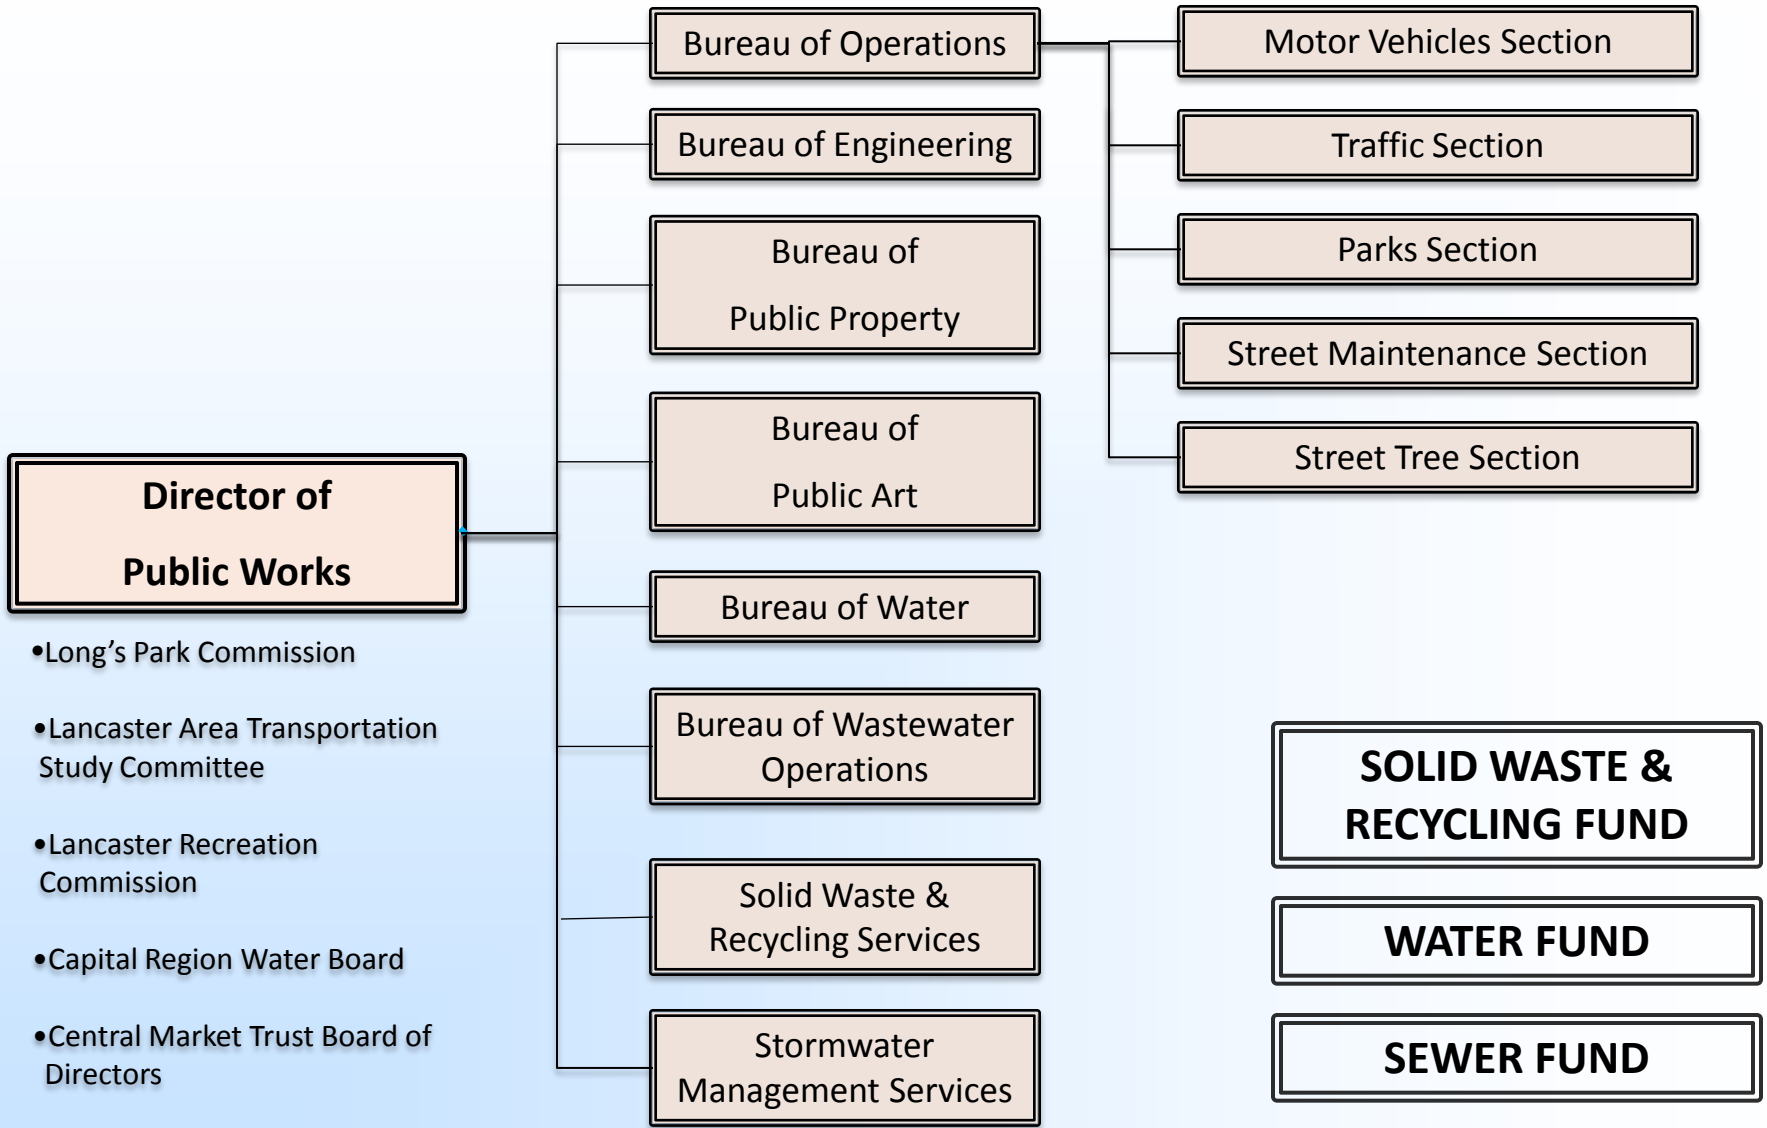 Director of
Public Works
•Long’s Park Commission
•Lancaster Area Transportation
Study Committee
•Lancaster Recreation
Commission
•Capital Region Water Board
•Central Market Trust Board of
Directors
Bureau of Operations
Bureau of Engineering
Bureau of
Public Property
Bureau of
Public Art
Bureau of Water
Bureau of Wastewater
Operations
Solid Waste &
Recycling Services
Stormwater
Management Services
Motor Vehicles Section
Traffic Section
Parks Section
Street Maintenance Section
Street Tree Section
SOLID WASTE &
RECYCLING FUND
WATER FUND
SEWER FUND